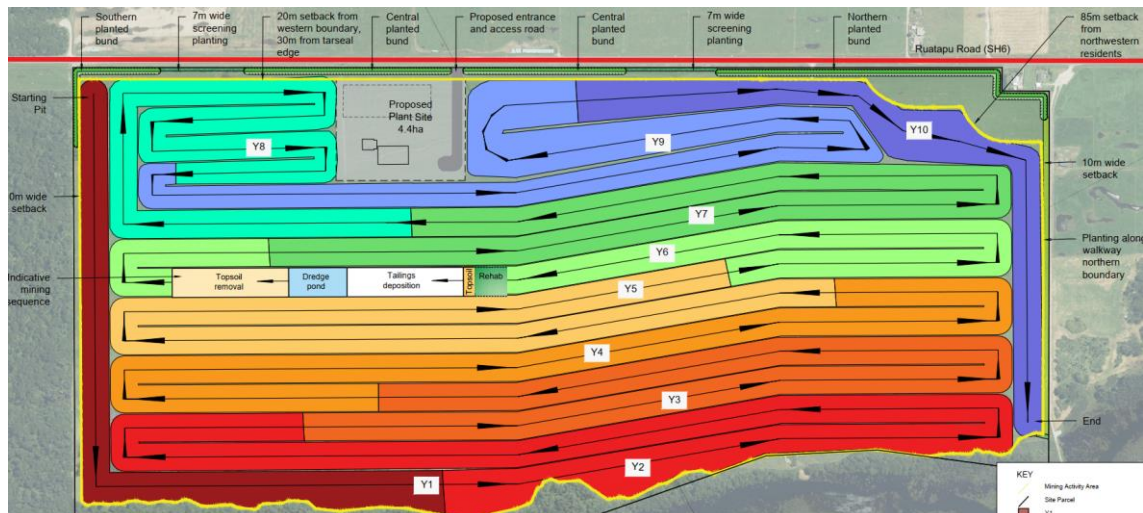 Southern
planted
bund
7m wide
screening
planting
20m setback from
western boundary,
30m from tarseal
edge
Central
planted
bund
Proposed entrance
and access road
Central
planted
bund
7m wide
screening
planting
Northern
planted
bund
85m setback
from
northwestern
residents
Ruatapu Road (SH6)
Starting
Pit
Proposed
Plant Site
4.4ha
Y8
Y9
Y10
10m wide
setback
0m wide
setback
Y7
Y6
Planting along
walkway
northern
boundary
Indicative
mining
sequence
Topsoil
removal
Dredge
pond
Tailings
deposition
Topsoil
Rehab
Y5
Y4
Y3
End
Y2
Y1
KEY
Mining Activity Area
Site Parcel